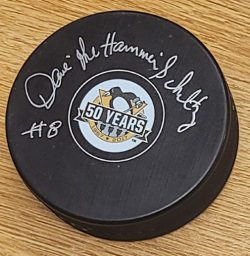 Dave "The Hammer" Schultz
#8
50 YEARS